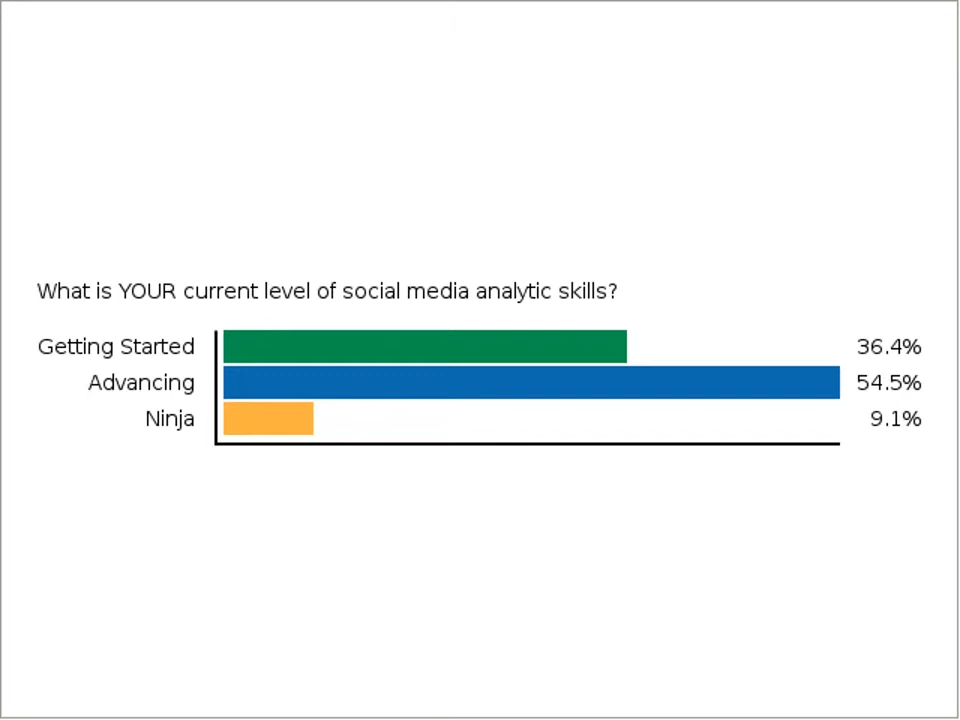 What is YOUR current level of social media analytic skills?
Getting Started 36.4%
Advancing 54.5%
Ninja 9.1%